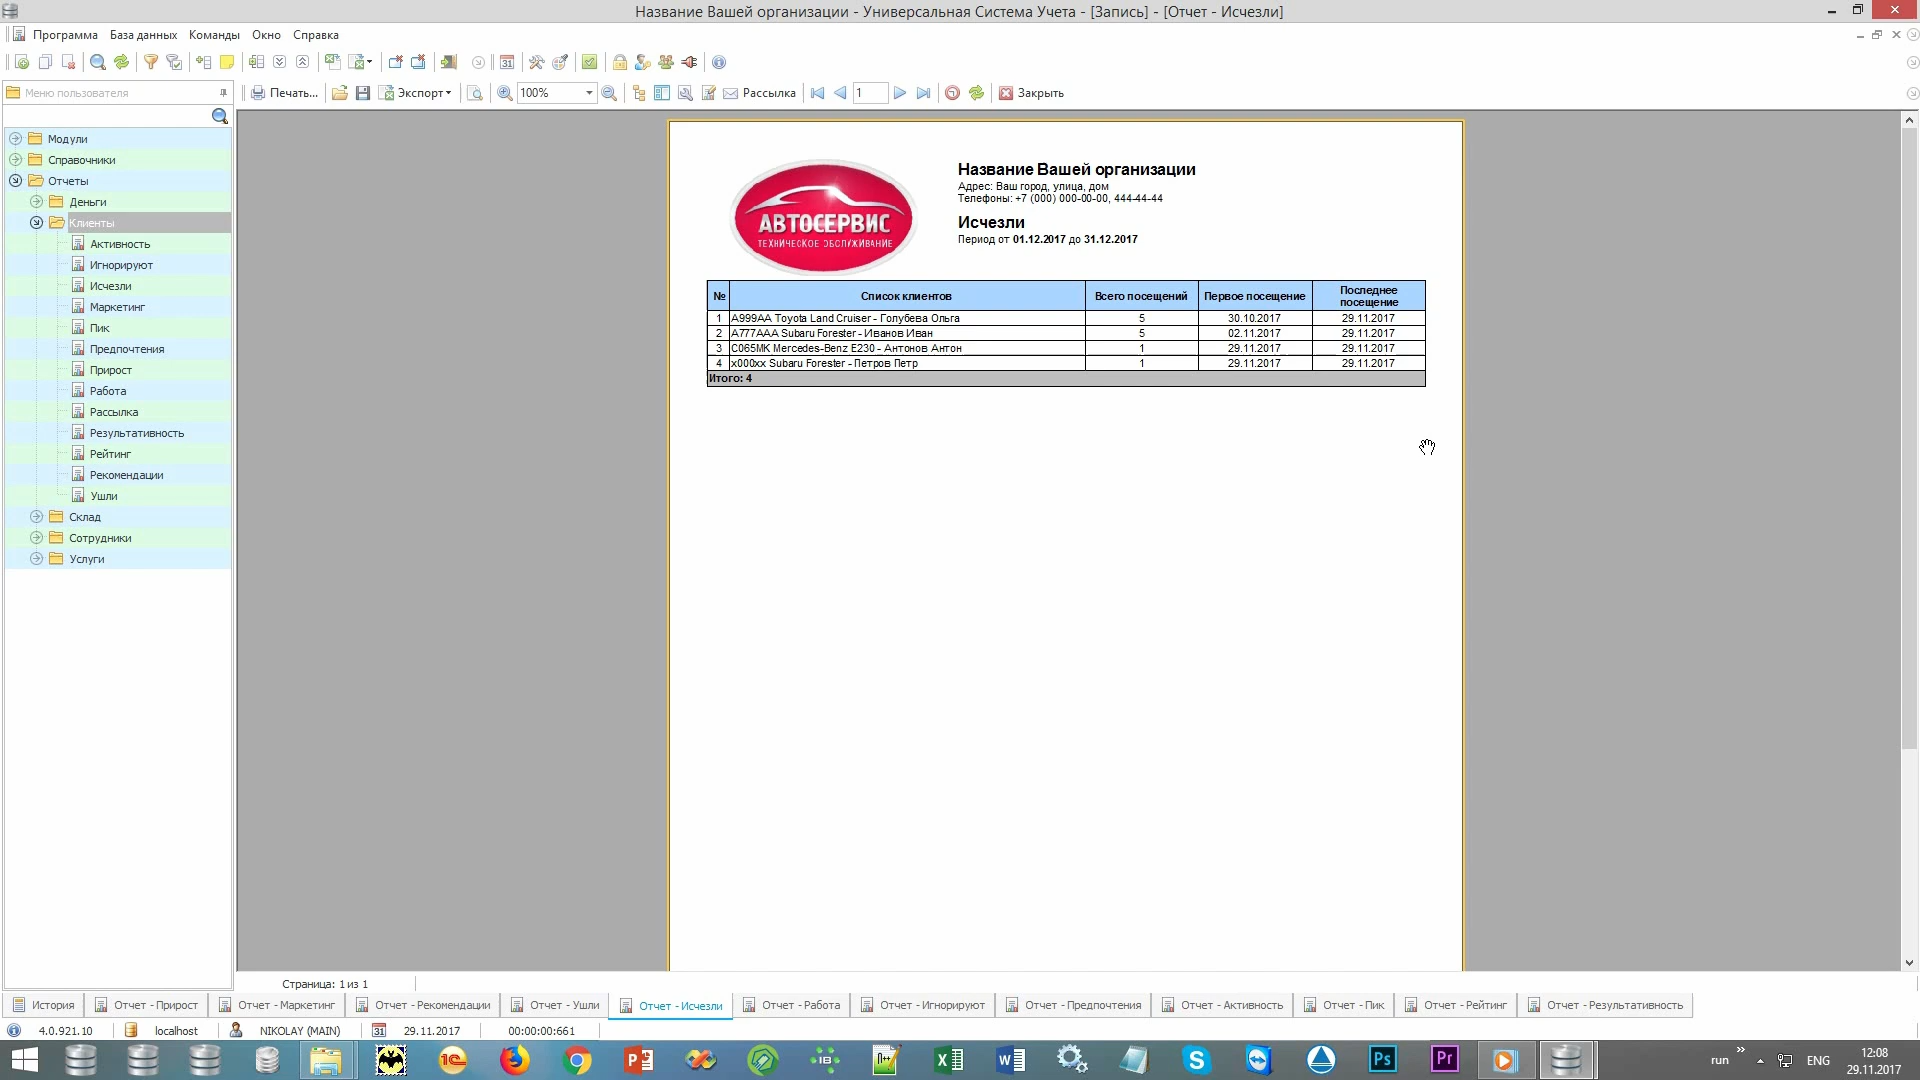 Название Вашей организации - Универсальная Система Учета - [Запись] - [Отчет - Исчезли]
Программа База данных Команды Окно Справка
Меню пользователя
Печать... Экспорт 100% Рассылка 1 Закрыть
Модули
Справочники
Отчеты
Деньги
Клиенты
Активность
Игнорируют
Исчезли
Маркетинг
Пик
Предпочтения
Прирост
Работа
Рассылка
Результативность
Рейтинг
Рекомендации
Ушли
Склад
Сотрудники
Услуги
АВТОСЕРВИС
ТЕХНИЧЕСКОЕ ОБСЛУЖИВАНИЕ
Название Вашей организации
Адрес: Ваш город, улица, дом
Телефоны: +7 (000) 000-00-00, 444-44-44
Исчезли
Период от 01.12.2017 до 31.12.2017
№ Список клиентов Всего посещений Первое посещение Последнее посещение
1 A999AA Toyota Land Cruiser - Голубева Ольга 5 30.10.2017 29.11.2017
2 A777AAA Subaru Forester - Иванов Иван 5 02.11.2017 29.11.2017
3 C065MK Mercedes-Benz E230 - Антонов Антон 1 29.11.2017 29.11.2017
4 x000xx Subaru Forester - Петров Петр 1 29.11.2017 29.11.2017
Итого: 4
Страница: 1 из 1
История Отчет - Прирост Отчет - Маркетинг Отчет - Рекомендации Отчет - Ушли Отчет - Исчезли Отчет - Работа Отчет - Игнорируют Отчет - Предпочтения Отчет - Активность Отчет - Пик Отчет - Рейтинг Отчет - Результативность
4.0.921.10 localhost NIKOLAY (MAIN) 31 29.11.2017 00:00:00:661
run ENG 12:08
29.11.2017